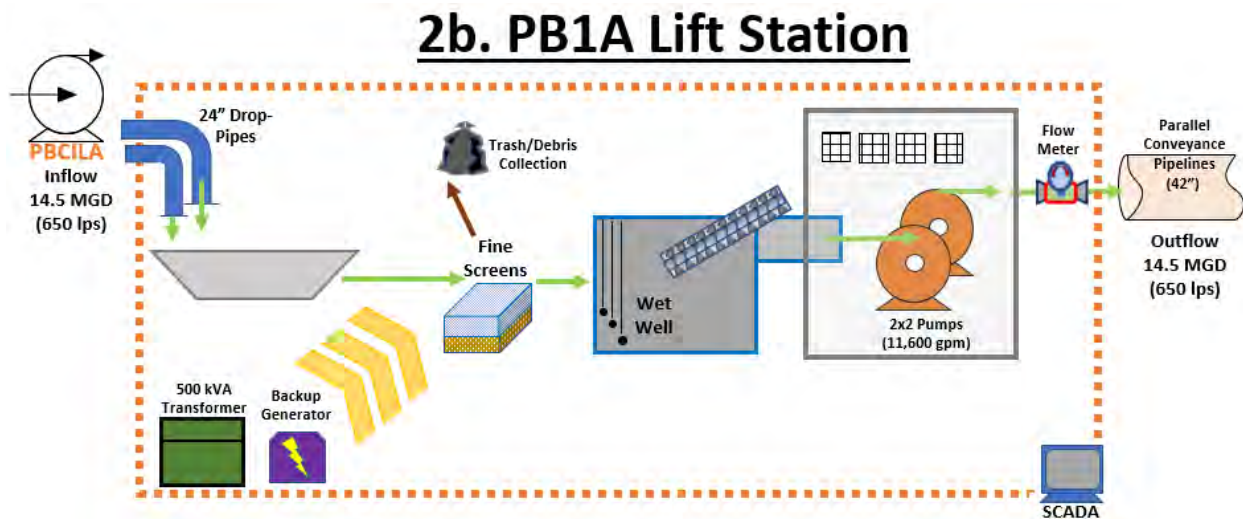 2b. PB1A Lift Station
24” Drop-
Pipes
PBCILA
Inflow
14.5 MGD
(650 lps)
Trash/Debris
Collection
Fine
Screens
Wet
Well
2x2 Pumps
(11,600 gpm)
Flow
Meter
Parallel
Conveyance
Pipelines
(42”)
Outflow
14.5 MGD
(650 lps)
500 kVA
Transformer
Backup
Generator
SCADA